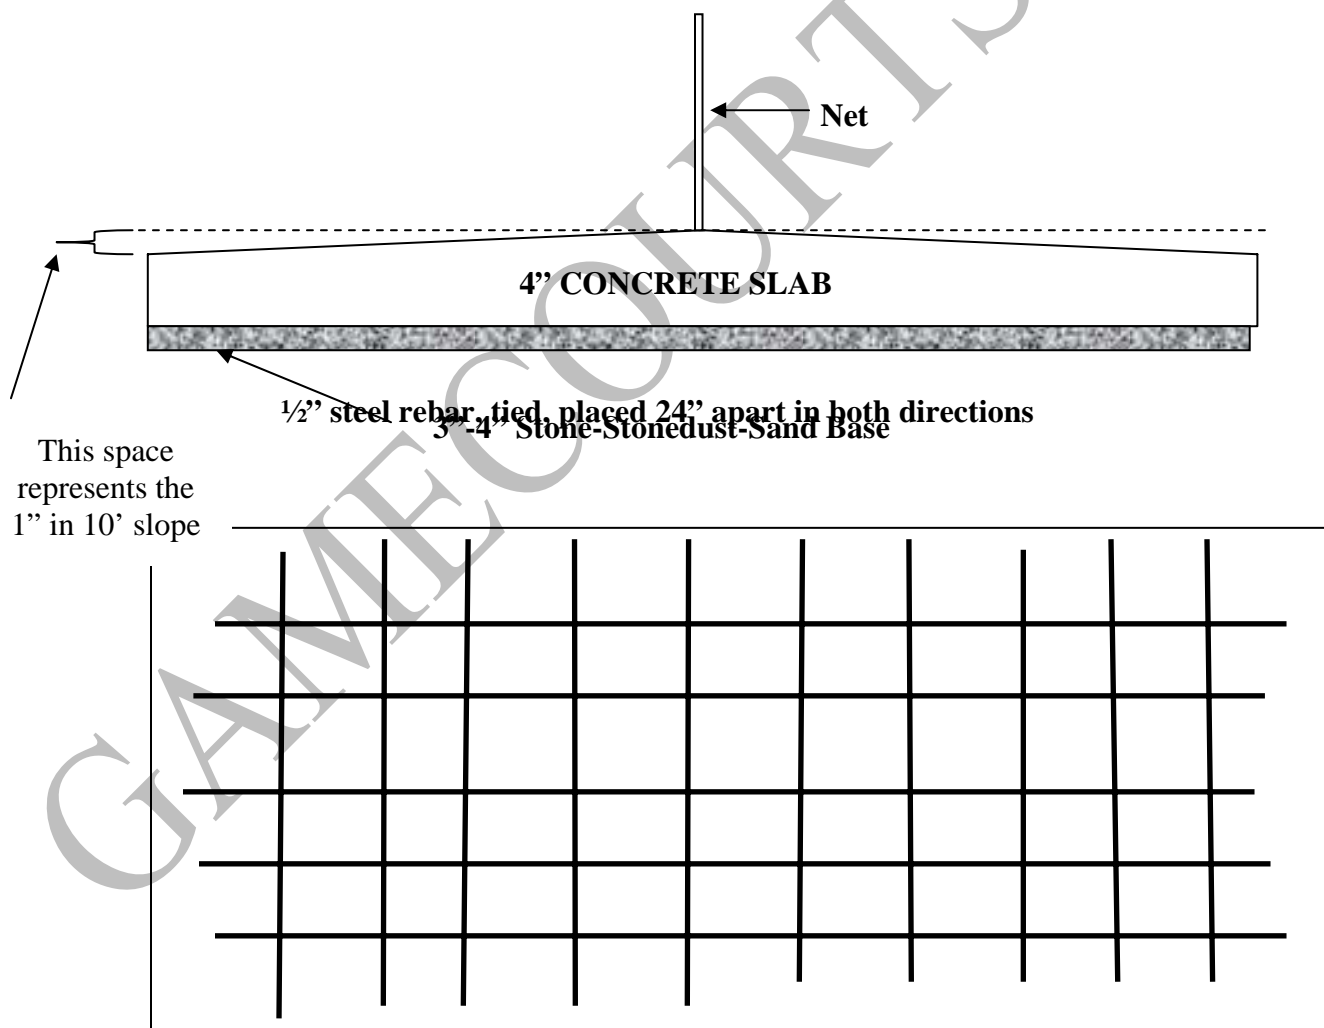 Net
4” CONCRETE SLAB
½” steel rebar, tied, placed 24” apart in both directions
3”-4” Stone-Stonedust-Sand Base
This space
represents the
1” in 10’ slope
GAMECOURTS